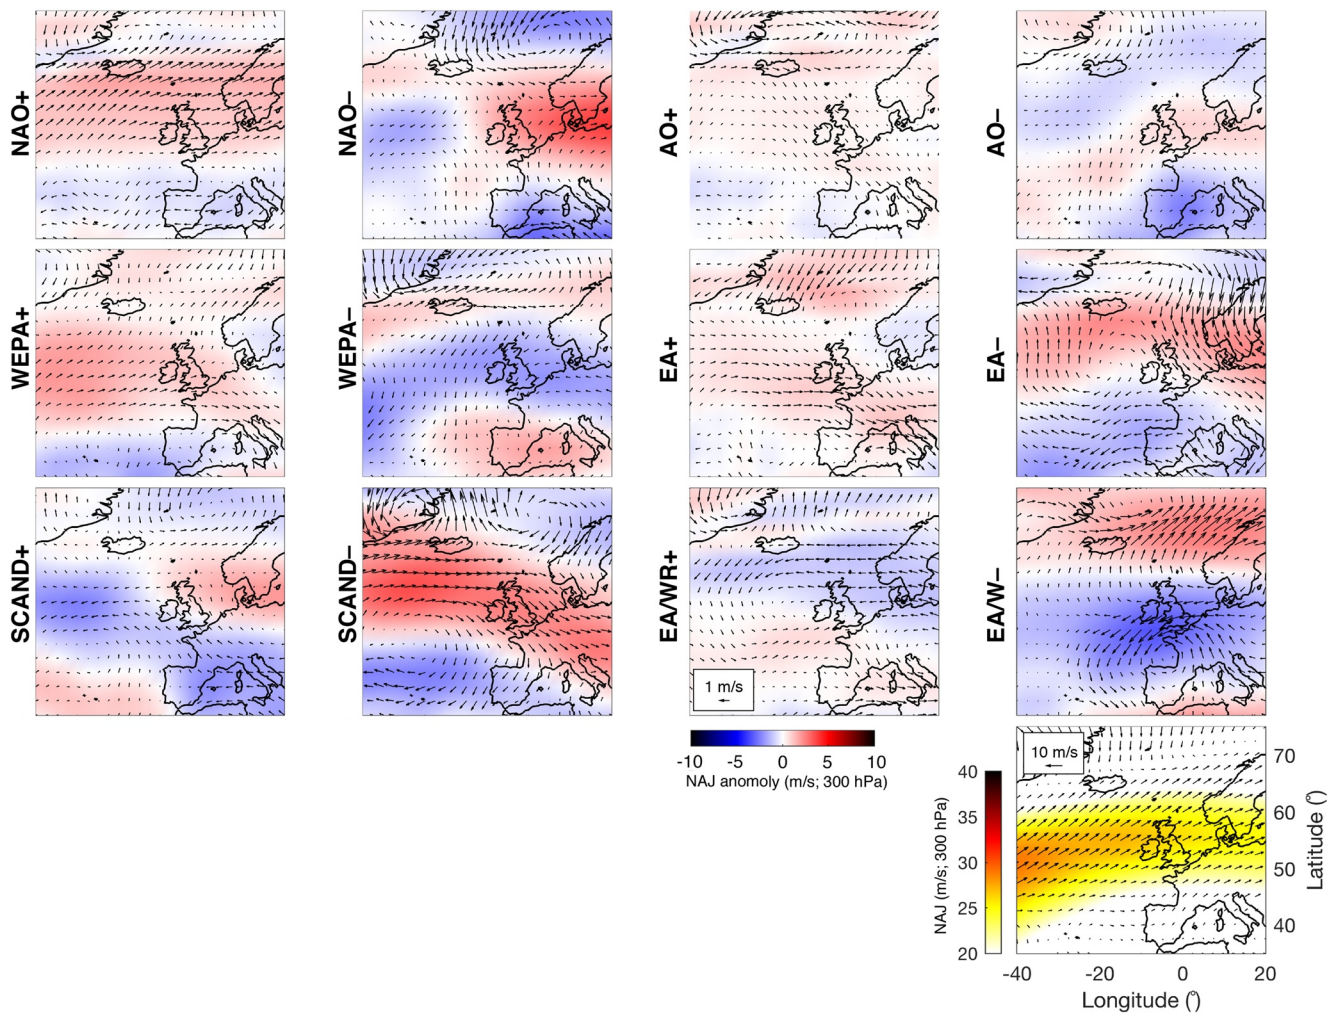 NAO+
NAO−
AO+
AO−
WEPA+
WEPA−
EA+
EA−
SCAND+
SCAND−
EA/WR+
EA/W−
1 m/s
-10 -5 0 5 10
NAJ anomoly (m/s; 300 hPa)
10 m/s
40
35
30
25
20
NAJ (m/s; 300 hPa)
70
60
50
40
Latitude (°)
-40 -20 0 20
Longitude (°)